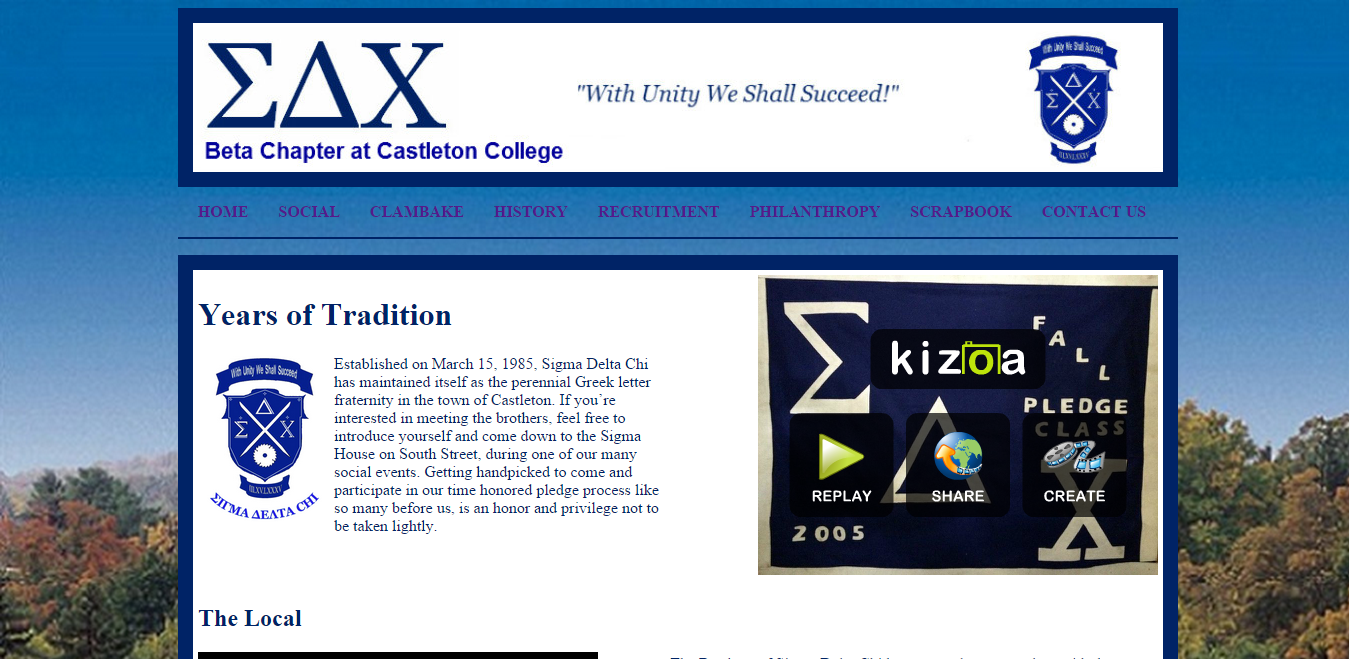 ΣΔΧ
Beta Chapter at Castleton College
"With Unity We Shall Succeed!"
With Unity We Shall Succeed
Σ Δ Χ
HOME SOCIAL CLAMBAKE HISTORY RECRUITMENT PHILANTHROPY SCRAPBOOK CONTACT US
Years of Tradition
With Unity We Shall Succeed
Σ Δ Χ
ΣΙΓΜΑ ΔΕΛΤΑ CHI
Established on March 15, 1985, Sigma Delta Chi
has maintained itself as the perennial Greek letter
fraternity in the town of Castleton. If you’re
interested in meeting the brothers, feel free to
introduce yourself and come down to the Sigma
House on South Street, during one of our many
social events. Getting handpicked to come and
participate in our time honored pledge process like
so many before us, is an honor and privilege not to
be taken lightly.
Σ Δ Χ
FALL
PLEDGE
CLASS
2005
kizoa
REPLAY
SHARE
CREATE
The Local